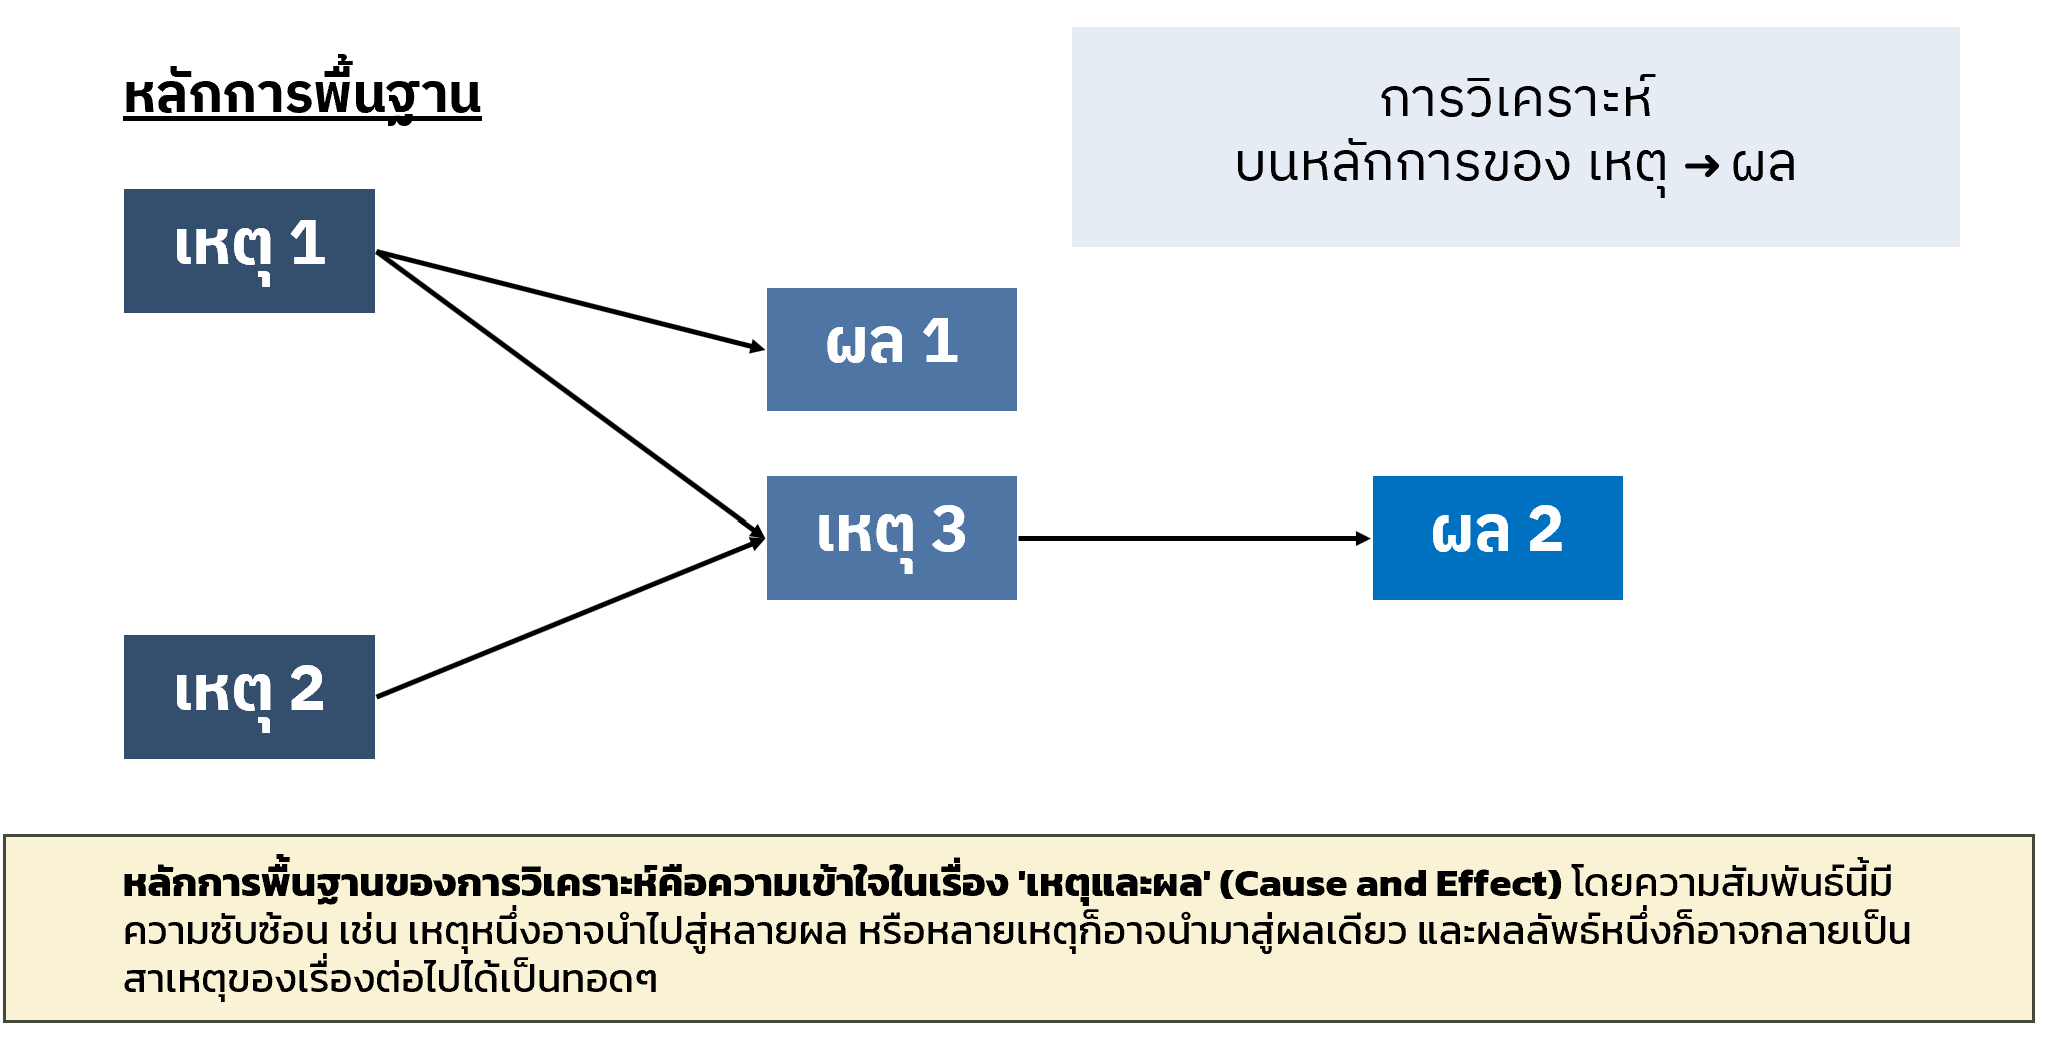 หลักการพื้นฐาน
การวิเคราะห์
บนหลักการของ เหตุ → ผล
เหตุ 1
ผล 1
เหตุ 3
ผล 2
เหตุ 2
หลักการพื้นฐานของการวิเคราะห์คือความเข้าใจในเรื่อง 'เหตุและผล' (Cause and Effect) โดยความสัมพันธ์นี้มี
ความซับซ้อน เช่น เหตุหนึ่งอาจนำไปสู่หลายผล หรือหลายเหตุก็อาจนำมาสู่ผลเดียว และผลลัพธ์หนึ่งก็อาจกลายเป็น
สาเหตุของเรื่องต่อไปได้เป็นทอดๆ